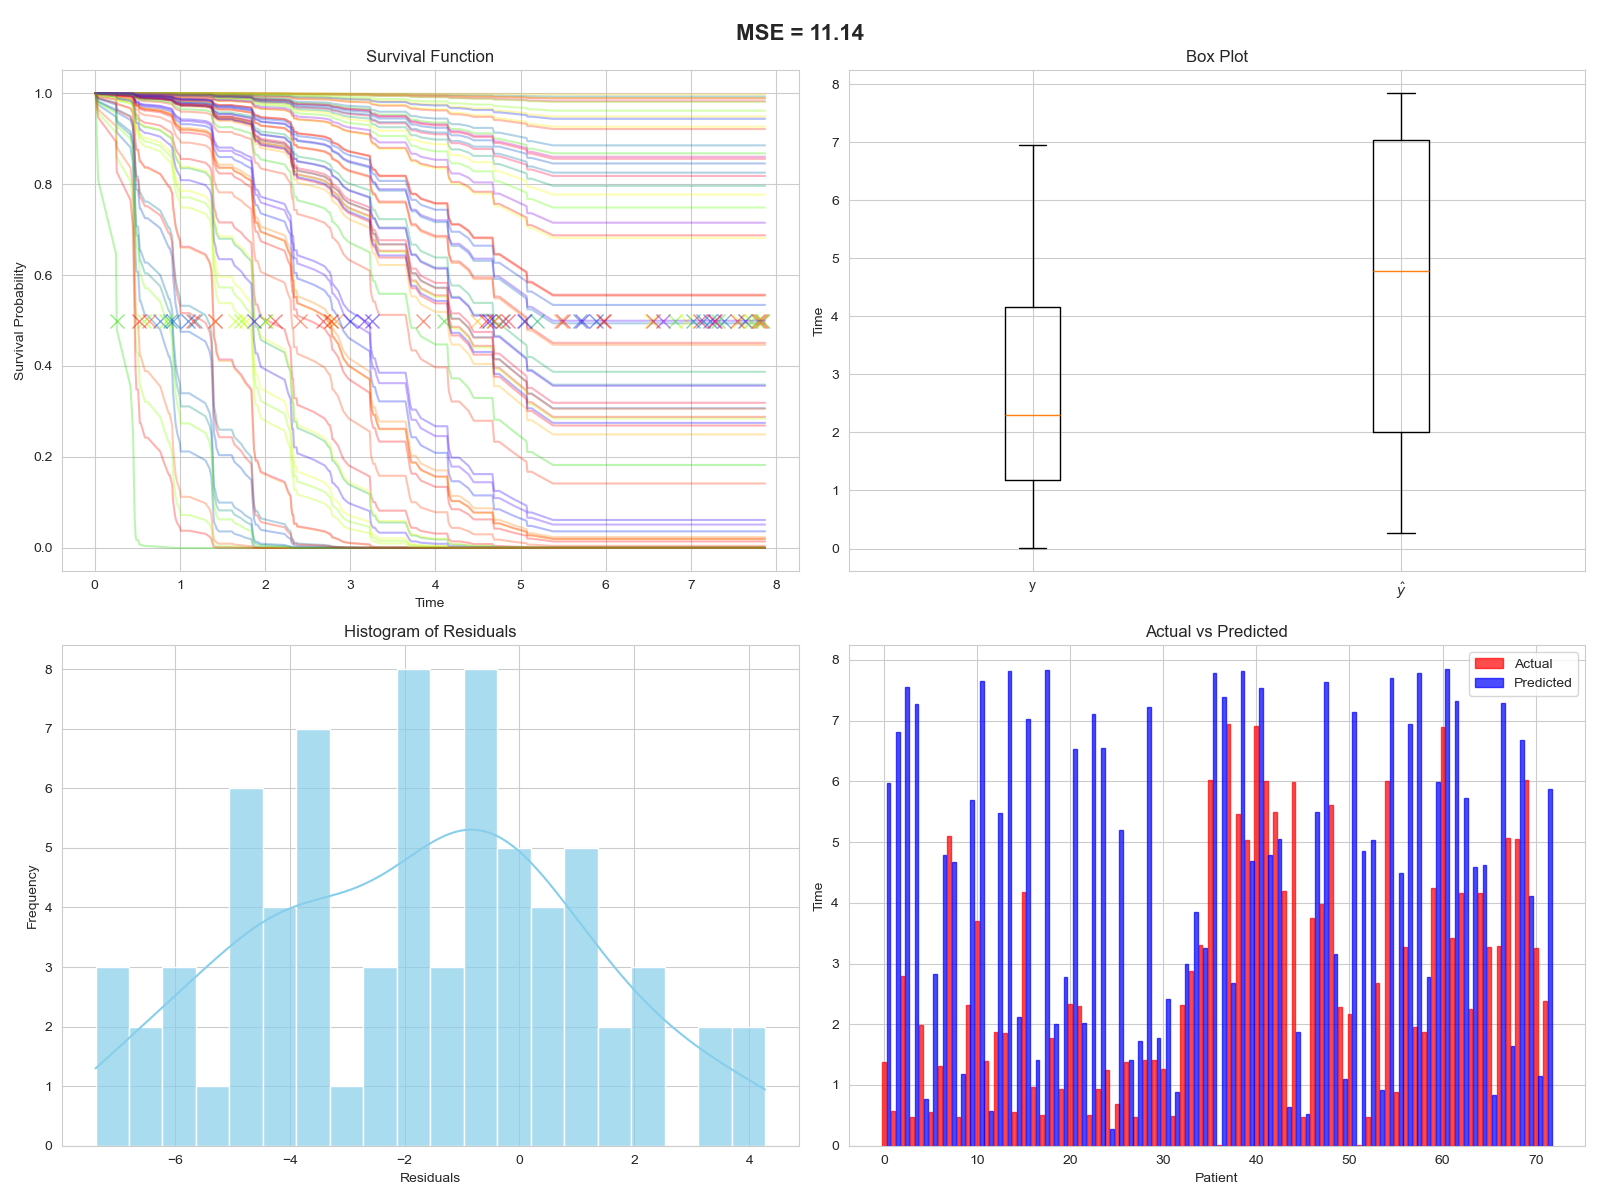 MSE = 11.14
Survival Function
1.0
0.8
0.6
0.4
0.2
0.0
Survival Probability
0 1 2 3 4 5 6 7 8
Time
Box Plot
8
7
6
5
4
3
2
1
0
Time
y ŷ
Histogram of Residuals
8
7
6
5
4
3
2
1
0
Frequency
−6 −4 −2 0 2 4
Residuals
Actual vs Predicted
Actual
Predicted
8
7
6
5
4
3
2
1
0
Time
0 10 20 30 40 50 60 70
Patient